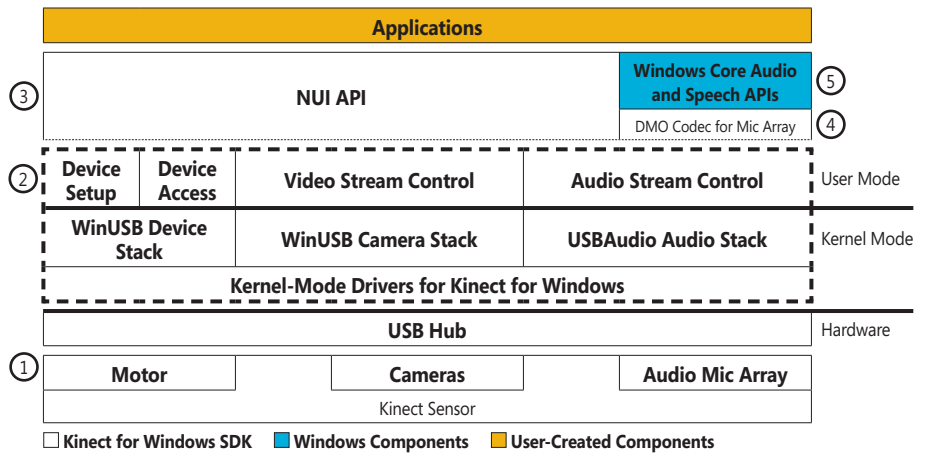 Applications
Windows Core Audio
and Speech APIs
5
3
NUI API
DMO Codec for Mic Array
4
2
Device
Setup
Device
Access
Video Stream Control
Audio Stream Control
User Mode
WinUSB Device
Stack
WinUSB Camera Stack
USBAudio Audio Stack
Kernel Mode
Kernel-Mode Drivers for Kinect for Windows
USB Hub
Hardware
1
Motor
Cameras
Audio Mic Array
Kinect Sensor
Kinect for Windows SDK
Windows Components
User-Created Components